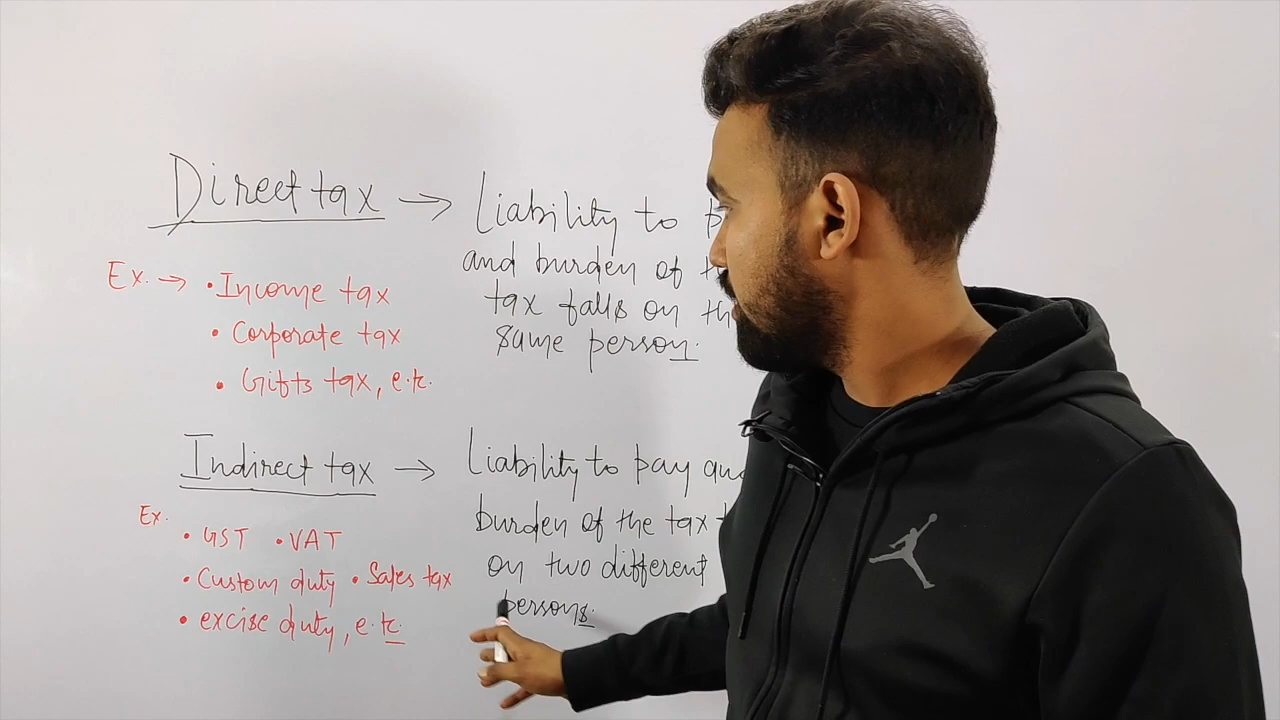 Direct tax → Liability to
and burden of
tax falls on
same person.
Ex. → • Income tax
• Corporate tax
• Gifts tax, e.tc.
Indirect tax → Liability to pay and
burden of the tax
on two different
persons.
Ex.
• GST • VAT
• Custom duty • Sales tax
• excise duty, e.tc.